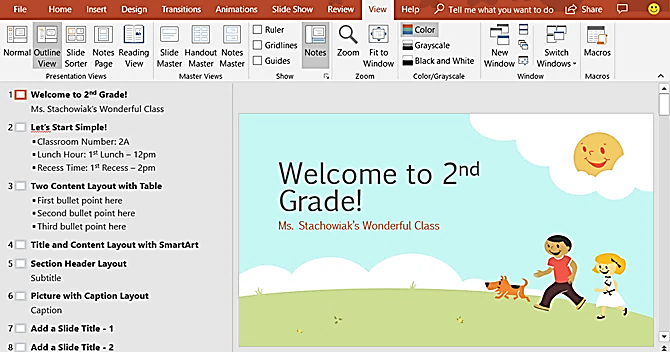 File Home Insert Design Transitions Animations Slide Show Review View Help Tell me what you want to do Share
Normal Outline View Slide Sorter Notes Page Reading View
Presentation Views
Slide Master Handout Master Notes Master
Master Views
Ruler
Gridlines
Guides
Show
Notes
Zoom Fit to Window
Zoom
Color
Grayscale
Black and White
Color/Grayscale
New Window Switch Windows
Window
Macros
Macros
1 Welcome to 2nd Grade!
Ms. Stachowiak's Wonderful Class
2 Let's Start Simple!
▪Classroom Number: 2A
▪Lunch Hour: 1st Lunch – 12pm
▪Recess Time: 1st Recess – 2pm
3 Two Content Layout with Table
▪First bullet point here
▪Second bullet point here
▪Third bullet point here
4 Title and Content Layout with SmartArt
5 Section Header Layout
Subtitle
6 Picture with Caption Layout
Caption
7 Add a Slide Title - 1
8 Add a Slide Title - 2
Welcome to 2nd
Grade!
Ms. Stachowiak's Wonderful Class